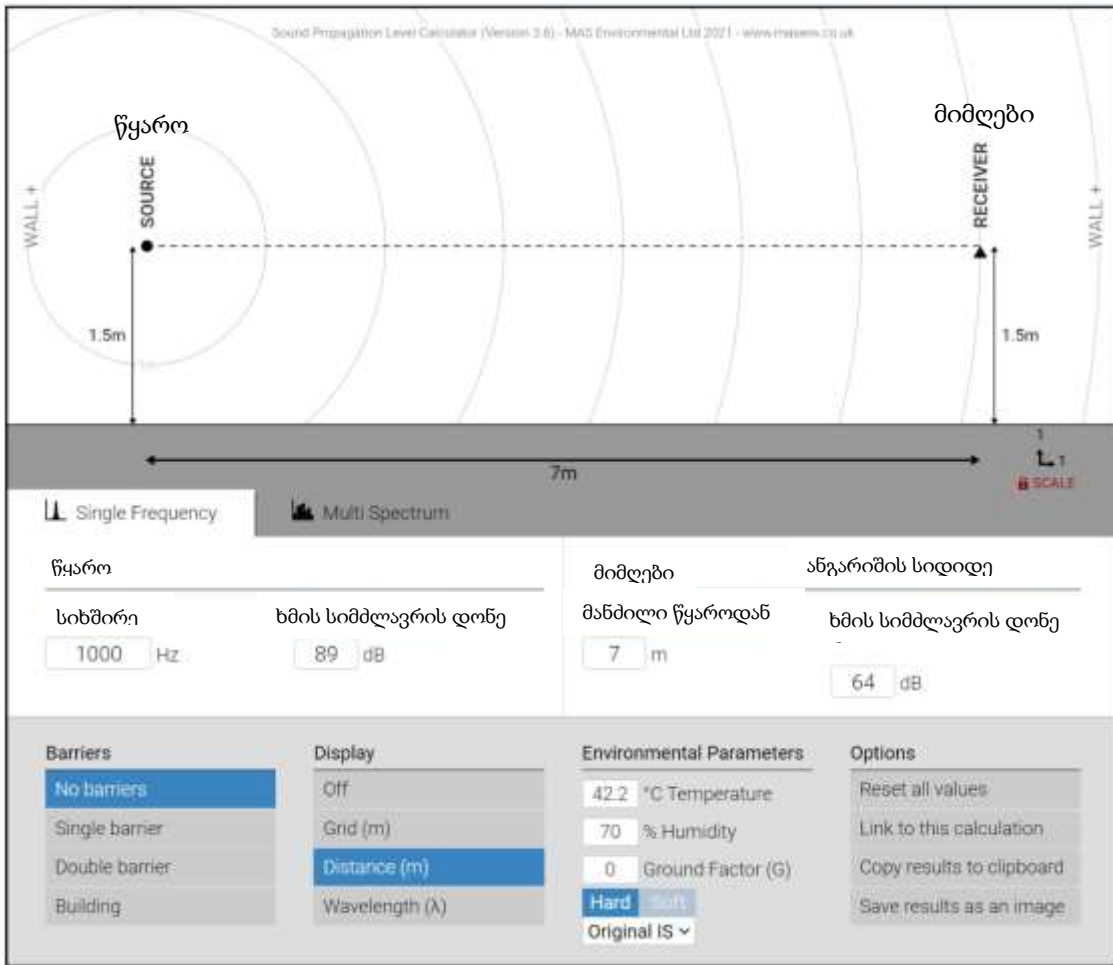 Sound Propagation Level Calculator (Version 3.6) - MAS Environmental Ltd 2021 - www.masenv.co.uk
წყარო
მიმღები
WALL +
SOURCE
RECEIVER
WALL +
1.5m
1.5m
7m
1
1
SCALE
Single Frequency
Multi Spectrum
წყარო
მიმღები
ანგარიშის სიდიდე
სიხშირე
ხმის სიმძლავრის დონე
მანძილი წყაროდან
ხმის სიმძლავრის დონე
1000 Hz
89 dB
7 m
64 dB
Barriers
Display
Environmental Parameters
Options
No barriers
Off
42.2 °C Temperature
Reset all values
Single barrier
Grid (m)
70 % Humidity
Link to this calculation
Double barrier
Distance (m)
0 Ground Factor (G)
Copy results to clipboard
Building
Wavelength (λ)
Hard Soft
Save results as an image
Original IS